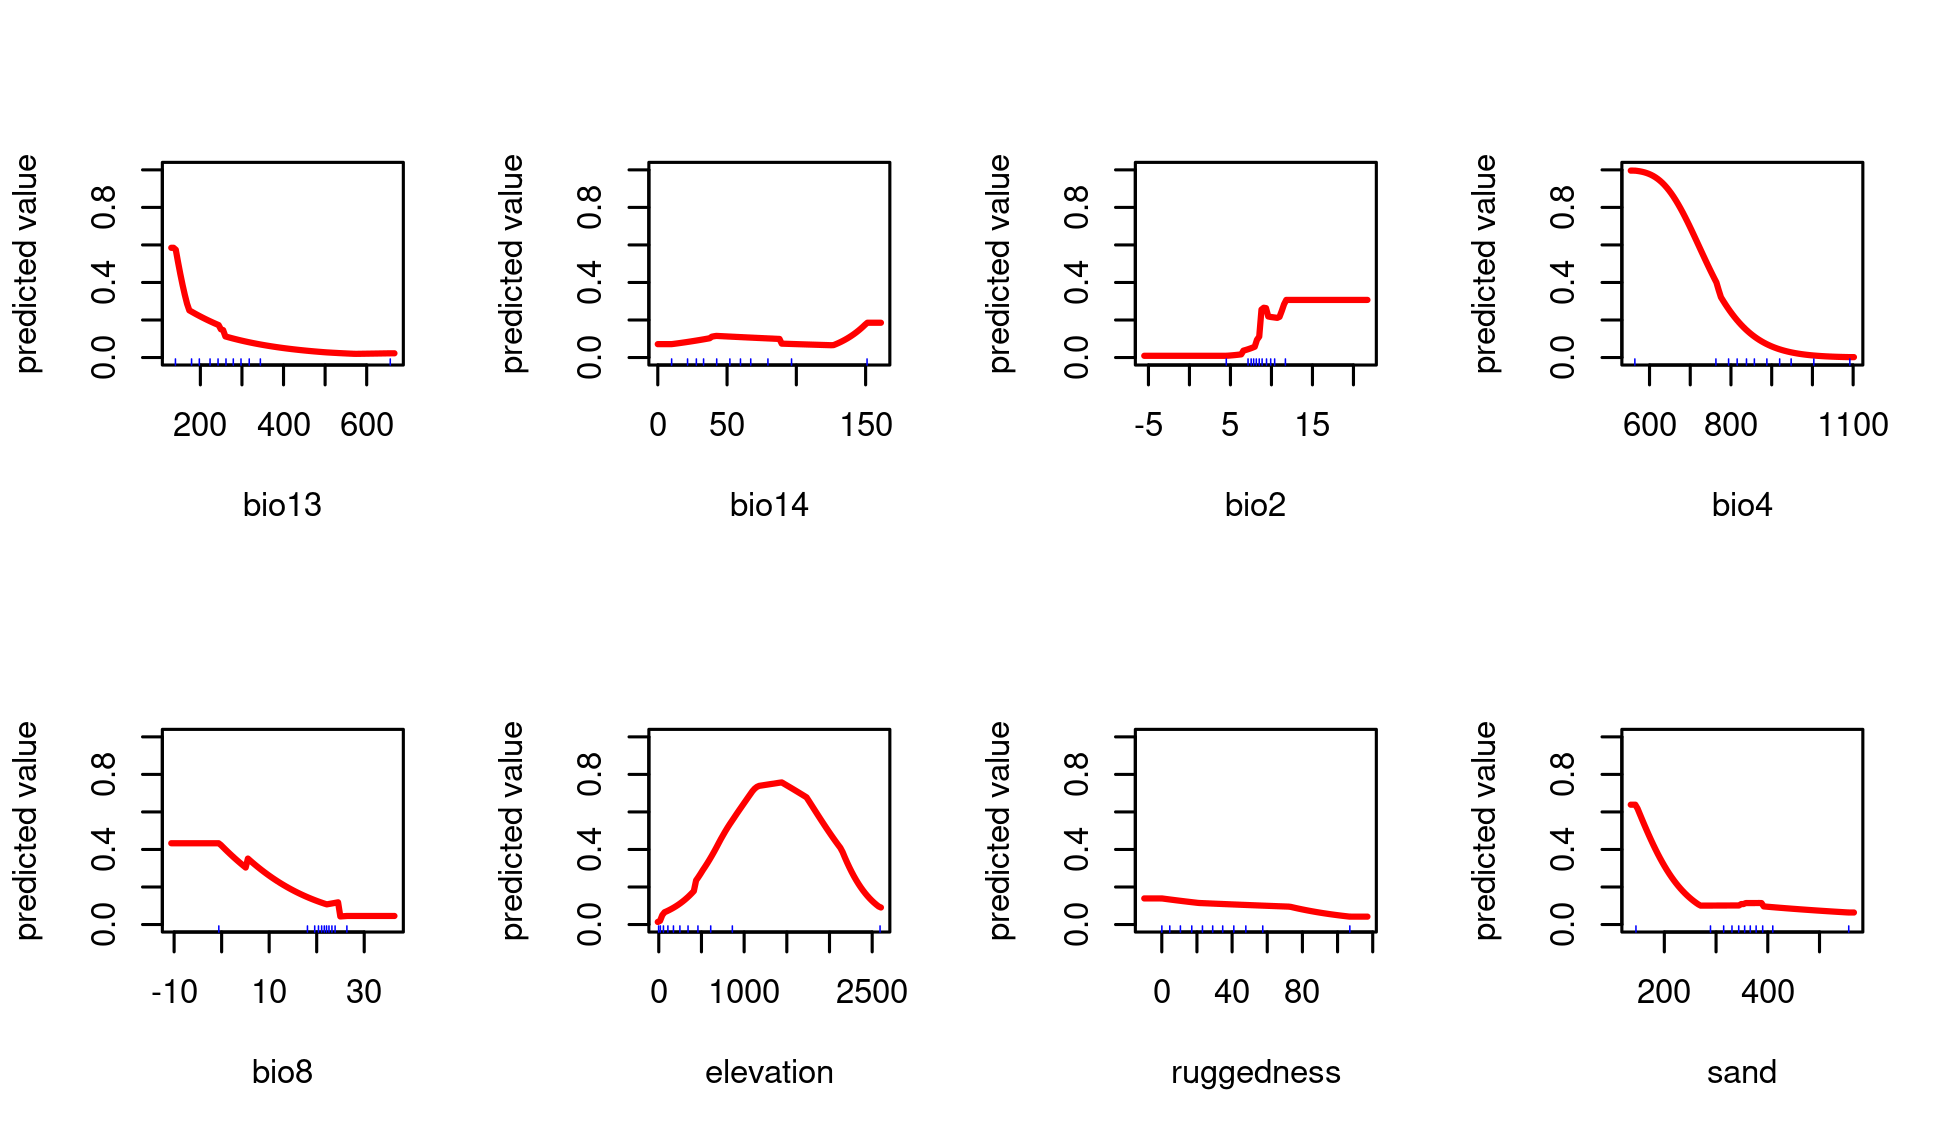 predicted value
0.0 0.4 0.8
200 400 600
bio13
predicted value
0.0 0.4 0.8
0 50 150
bio14
predicted value
0.0 0.4 0.8
-5 5 15
bio2
predicted value
0.0 0.4 0.8
600 800 1100
bio4
predicted value
0.0 0.4 0.8
-10 10 30
bio8
predicted value
0.0 0.4 0.8
0 1000 2500
elevation
predicted value
0.0 0.4 0.8
0 40 80
ruggedness
predicted value
0.0 0.4 0.8
200 400
sand